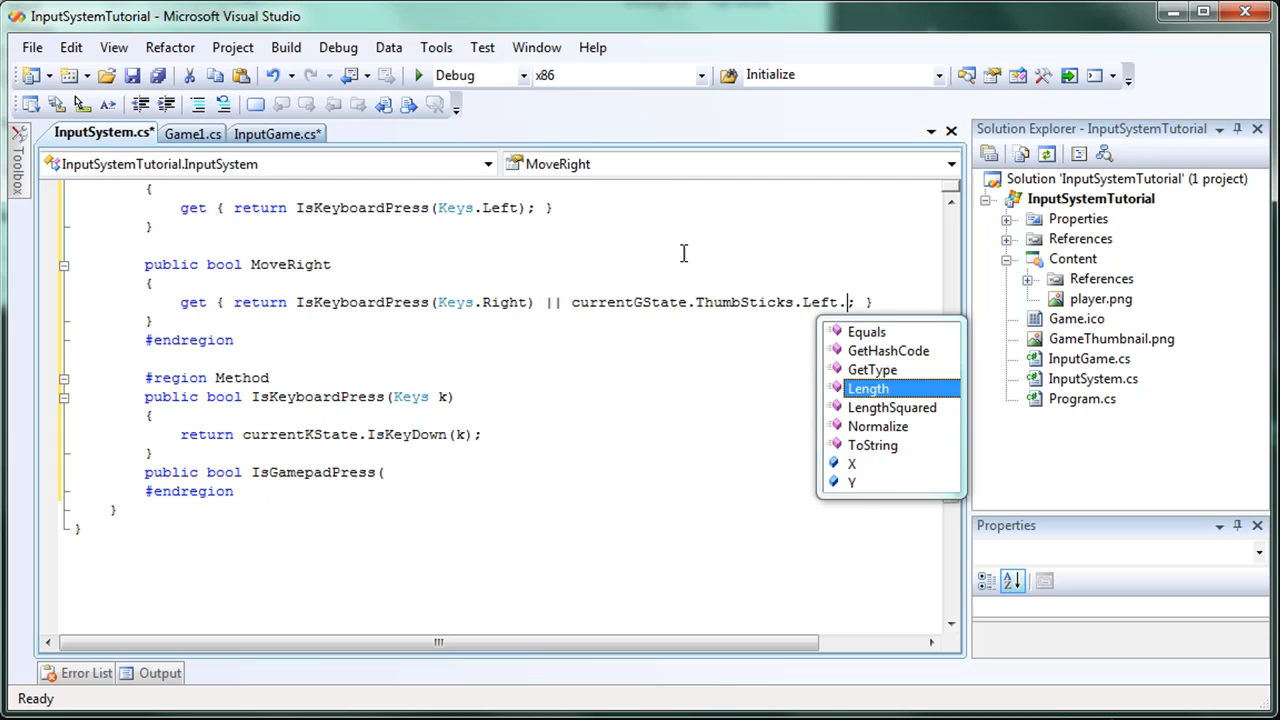 InputSystemTutorial - Microsoft Visual Studio
File Edit View Refactor Project Build Debug Data Tools Test Window Help
Debug x86 Initialize
InputSystem.cs* Game1.cs InputGame.cs*
InputSystemTutorial.InputSystem MoveRight
Toolbox
{
get { return IsKeyboardPress(Keys.Left); }
}
public bool MoveRight
{
get { return IsKeyboardPress(Keys.Right) || currentGState.ThumbSticks.Left.; }
}
#endregion
#region Method
public bool IsKeyboardPress(Keys k)
{
return currentKState.IsKeyDown(k);
}
public bool IsGamepadPress(
#endregion
}
}
Equals
GetHashCode
GetType
Length
LengthSquared
Normalize
ToString
X
Y
Solution Explorer - InputSystemTutorial
Solution 'InputSystemTutorial' (1 project)
InputSystemTutorial
Properties
References
Content
References
player.png
Game.ico
GameThumbnail.png
InputGame.cs
InputSystem.cs
Program.cs
Properties
Error List Output
Ready